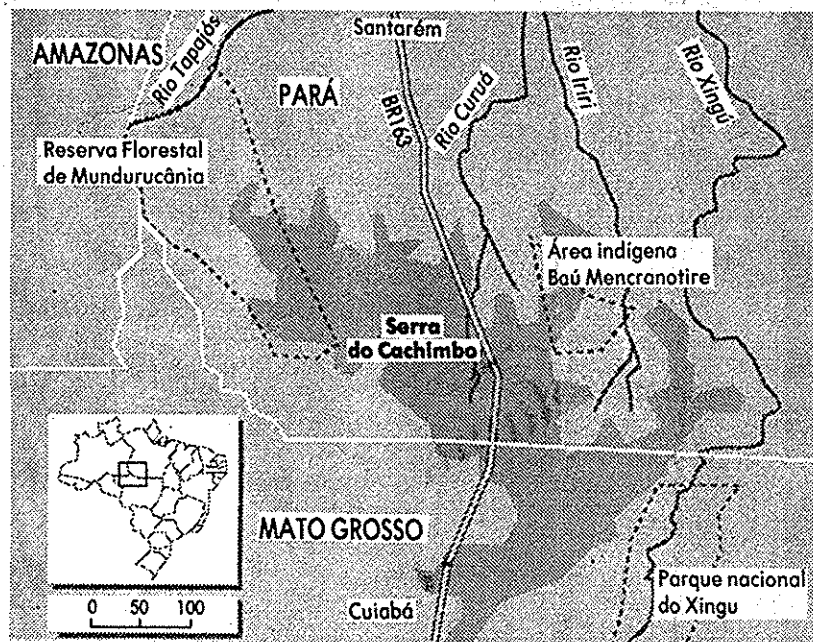 Santarém
AMAZONAS
Rio Tapajós
PARÁ
BR163
Rio Curuá
Rio Iriri
Rio Xingú
Reserva Florestal
de Mundurucânia
Área indígena
Baú Mencranotire
Serra
do Cachimbo
MATO GROSSO
Parque nacional
do Xingu
Cuiabá
0 50 100